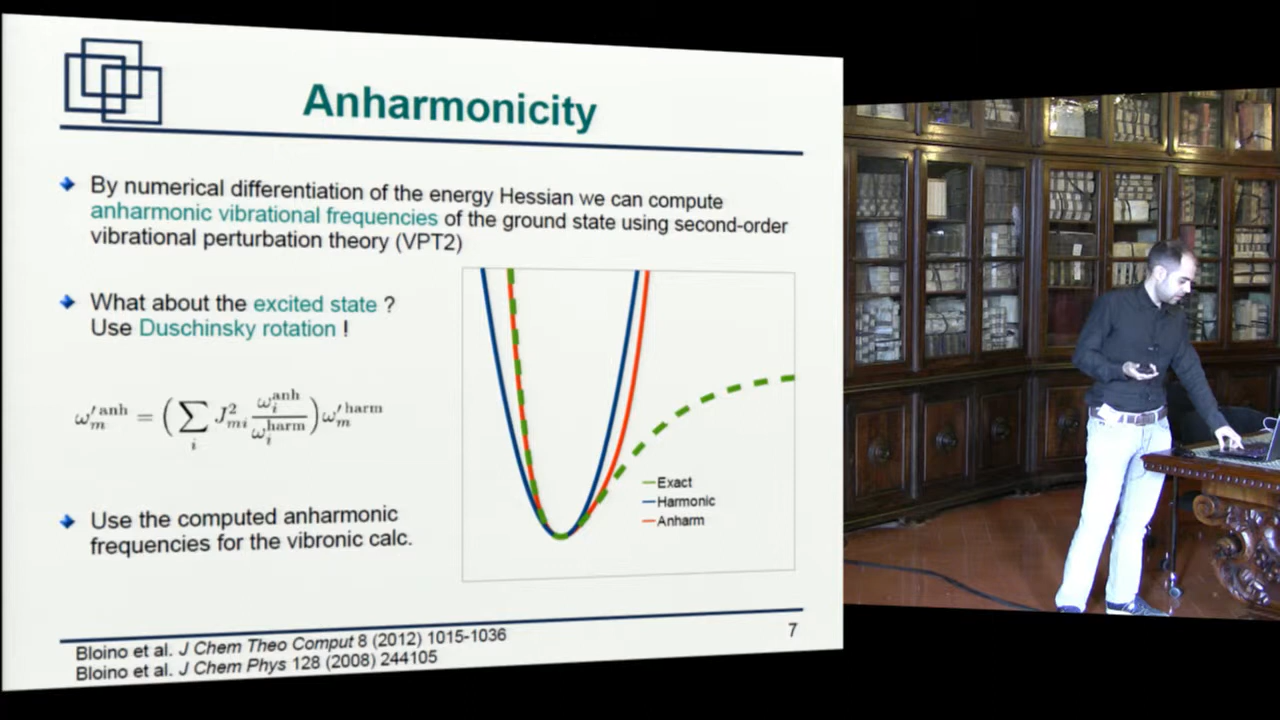 Anharmonicity
By numerical differentiation of the energy Hessian we can compute
anharmonic vibrational frequencies of the ground state using second-order
vibrational perturbation theory (VPT2)
What about the excited state ?
Use Duschinsky rotation !
ω′ₘᵃⁿʰ = ( ∑ᵢ J²ₘᵢ ωᵢᵃⁿʰ / ωᵢʰᵃʳᵐ ) ω′ₘʰᵃʳᵐ
Exact
Harmonic
Anharm
Use the computed anharmonic
frequencies for the vibronic calc.
Bloino et al. J Chem Theo Comput 8 (2012) 1015-1036
Bloino et al. J Chem Phys 128 (2008) 244105
7